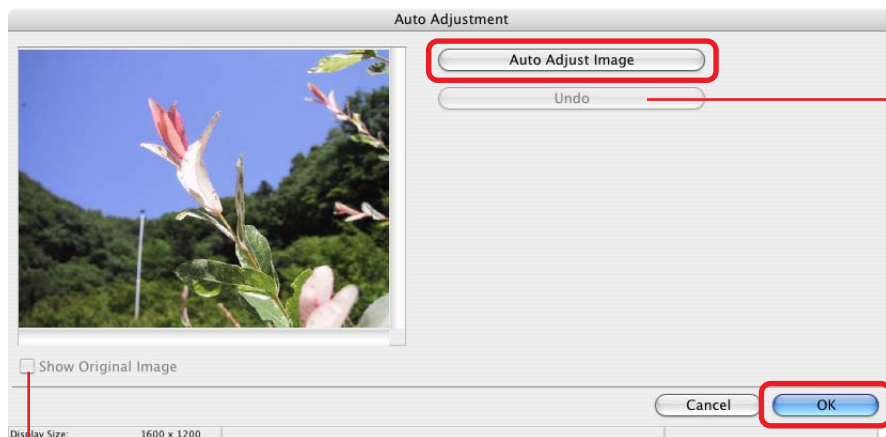 Auto Adjustment
Auto Adjust Image
Undo
Show Original Image
Cancel
OK
Display Size:
1600 x 1200